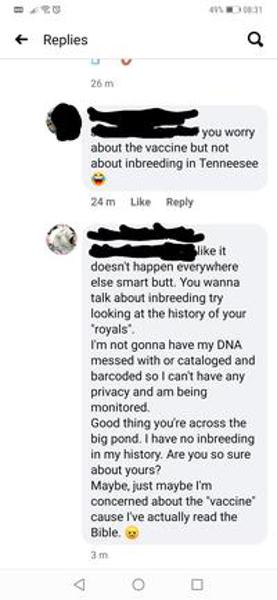 49% 08:31
Replies
26 m
you worry
about the vaccine but not
about inbreeding in Tenneesee
24 m Like Reply
like it
doesn't happen everywhere
else smart butt. You wanna
talk about inbreeding try
looking at the history of your
"royals".
I'm not gonna have my DNA
messed with or cataloged and
barcoded so I can't have any
privacy and am being
monitored.
Good thing you're across the
big pond. I have no inbreeding
in my history. Are you so sure
about yours?
Maybe, just maybe I'm
concerned about the "vaccine"
cause I've actually read the
Bible. 😠
3 m